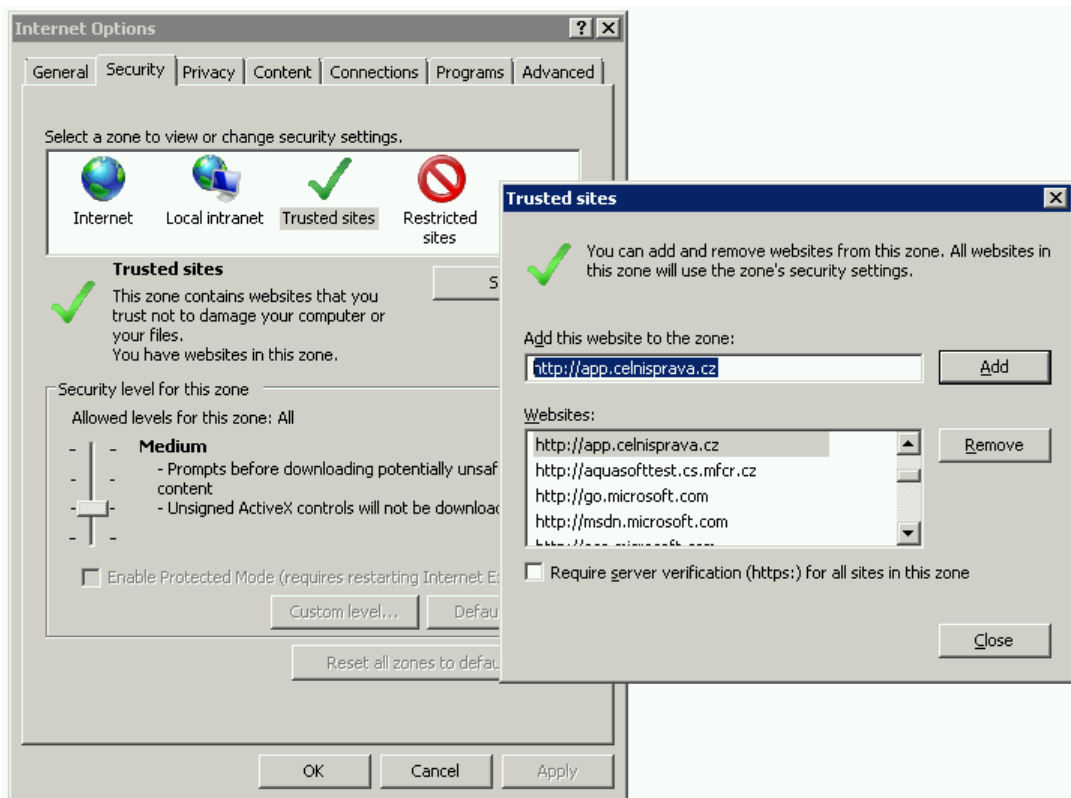 Internet Options
General Security Privacy Content Connections Programs Advanced
Select a zone to view or change security settings.
Internet
Local intranet
Trusted sites
Restricted
sites
Trusted sites
This zone contains websites that you
trust not to damage your computer or
your files.
You have websites in this zone.
S
Security level for this zone
Allowed levels for this zone: All
Medium
- Prompts before downloading potentially unsaf
content
- Unsigned ActiveX controls will not be downloa
Enable Protected Mode (requires restarting Internet E
Custom level...
Defau
Reset all zones to defau
OK
Cancel
Apply
Trusted sites
You can add and remove websites from this zone. All websites in
this zone will use the zone's security settings.
Add this website to the zone:
http://app.celnisprava.cz
Add
Websites:
http://app.celnisprava.cz
http://aquasofttest.cs.mfcr.cz
http://go.microsoft.com
http://msdn.microsoft.com
Remove
Require server verification (https:) for all sites in this zone
Close